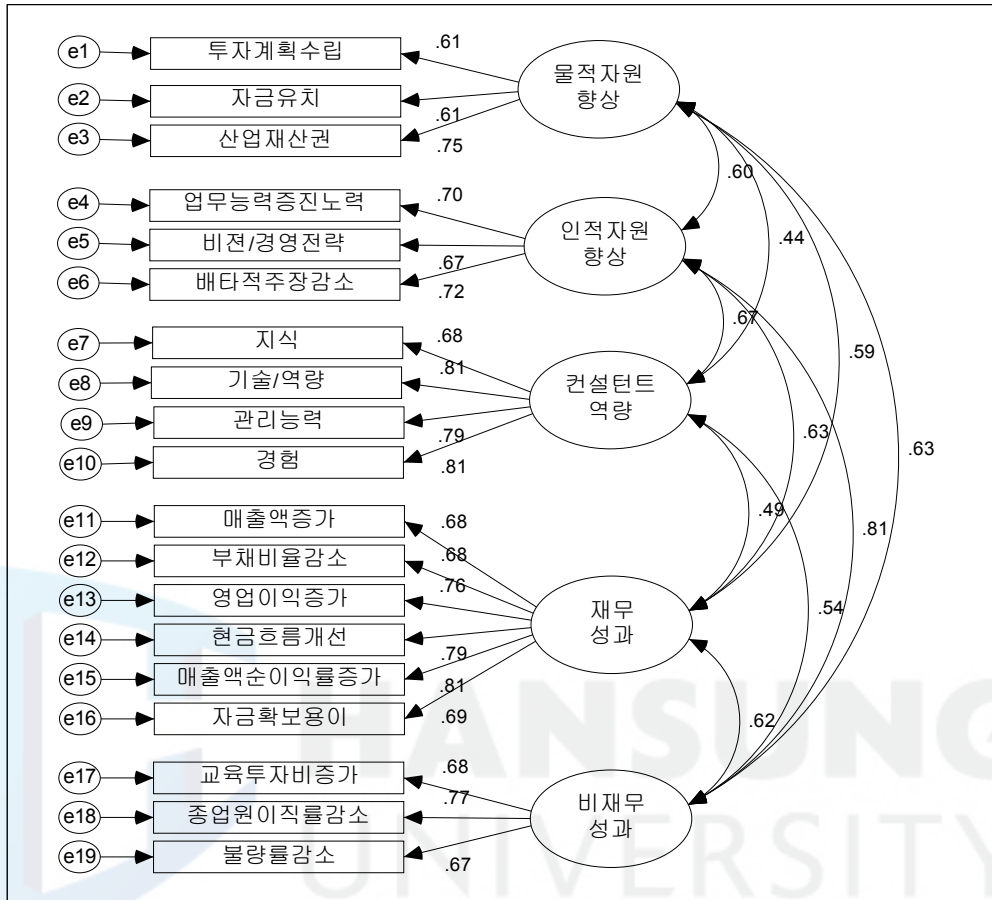 e1
투자계획수립
.61
물적자원
향상
e2
자금유치
.61
e3
산업재산권
.75
.60
e4
업무능력증진노력
.70
인적자원
향상
.44
e5
비젼/경영전략
.67
e6
배타적주장감소
.72
.67
.59
e7
지식
.68
컨설턴트
역량
e8
기술/역량
.81
e9
관리능력
.79
e10
경험
.81
.63
.63
.49
.81
e11
매출액증가
.68
e12
부채비율감소
.68
e13
영업이익증가
.76
재무
성과
.54
e14
현금흐름개선
.79
e15
매출액순이익률증가
.81
e16
자금확보용이
.69
.62
HANSUNG
e17
교육투자비증가
.68
비재무
성과
e18
종업원이직률감소
.77
e19
불량률감소
.67
UNIVERSITY